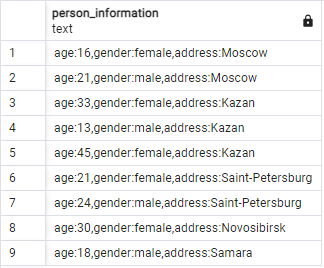 person_information
text
1 age:16,gender:female,address:Moscow
2 age:21,gender:male,address:Moscow
3 age:33,gender:female,address:Kazan
4 age:13,gender:male,address:Kazan
5 age:45,gender:female,address:Kazan
6 age:21,gender:female,address:Saint-Petersburg
7 age:24,gender:male,address:Saint-Petersburg
8 age:30,gender:female,address:Novosibirsk
9 age:18,gender:male,address:Samara